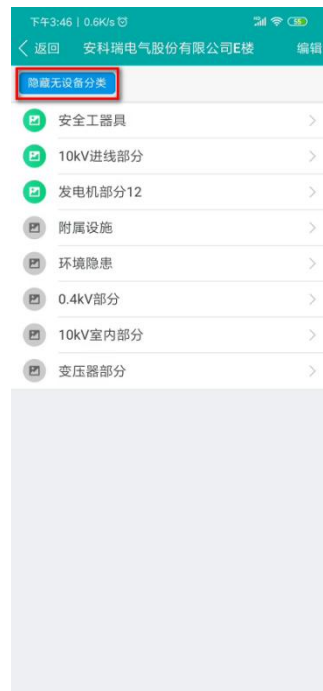 下午3:46 | 0.6K/s
返回 安科瑞电气股份有限公司E楼 编辑
隐藏无设备分类
安全工器具
10kV进线部分
发电机部分12
附属设施
环境隐患
0.4kV部分
10kV室内部分
变压器部分